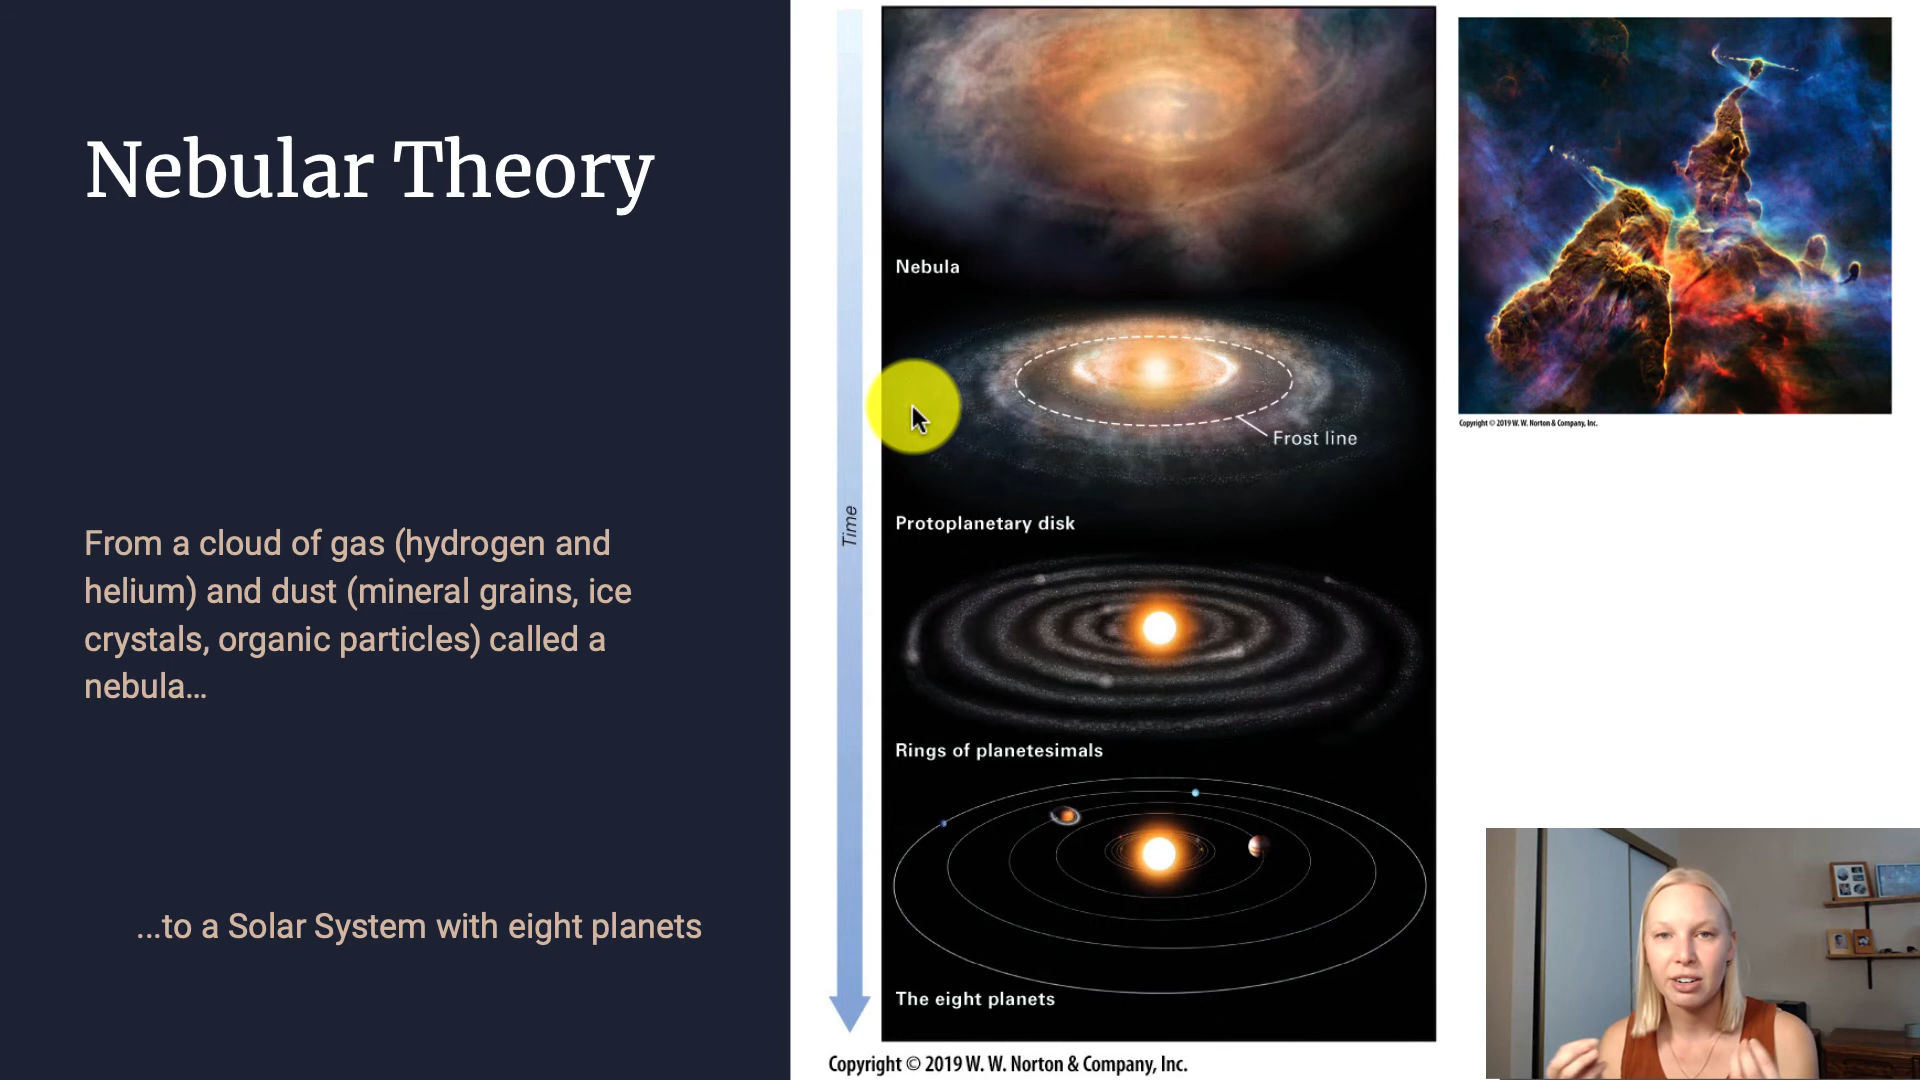 Nebular Theory
From a cloud of gas (hydrogen and
helium) and dust (mineral grains, ice
crystals, organic particles) called a
nebula…
...to a Solar System with eight planets
Time
Nebula
Frost line
Protoplanetary disk
Rings of planetesimals
The eight planets
Copyright © 2019 W. W. Norton & Company, Inc.
Copyright © 2019 W. W. Norton & Company, Inc.